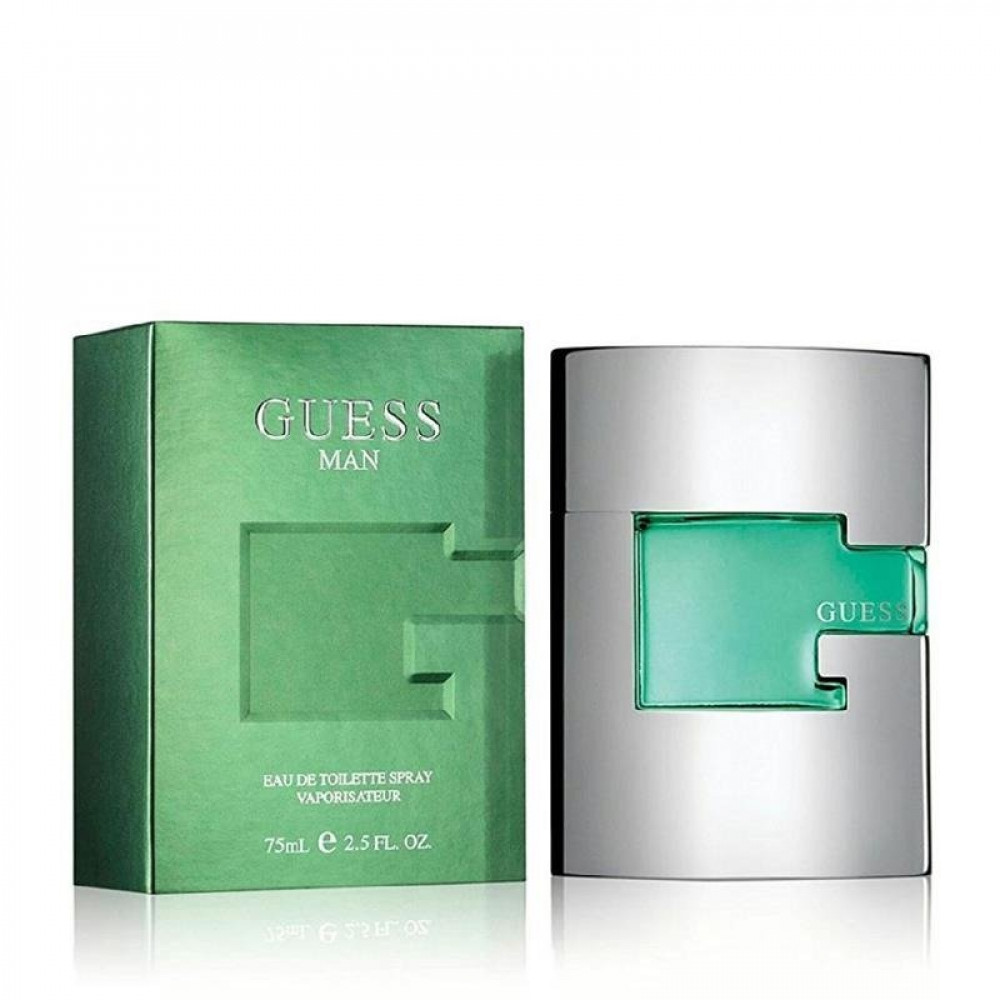 GUESS
MAN
EAU DE TOILETTE SPRAY
VAPORISATEUR
75mL e 2.5 FL. OZ.
GUESS